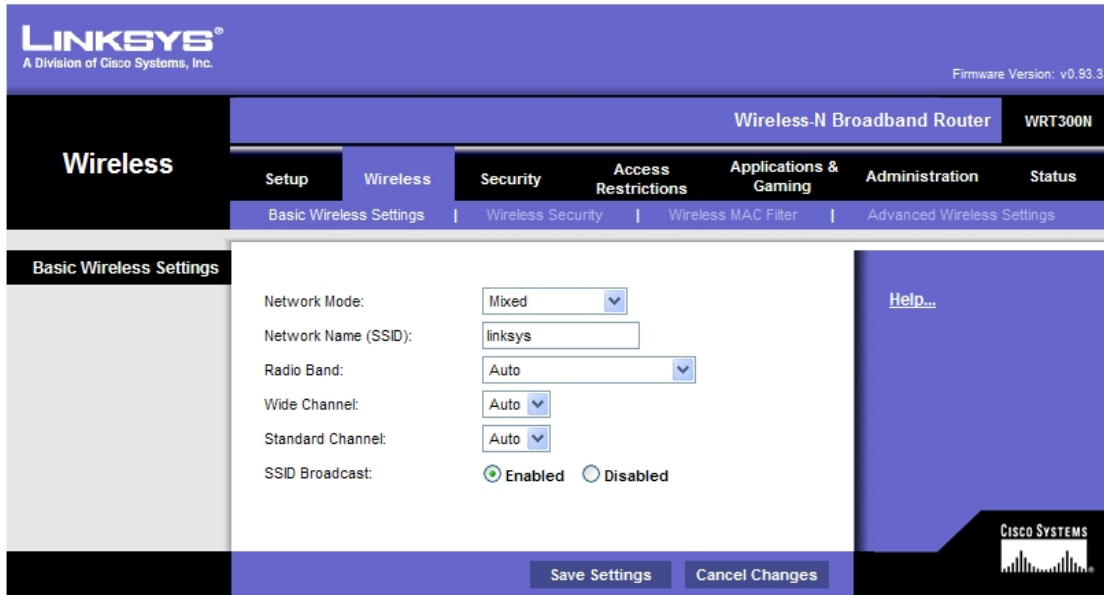 LINKSYS®
A Division of Cisco Systems, Inc.
Firmware Version: v0.93.3
Wireless-N Broadband Router WRT300N
Wireless
Setup Wireless Security Access Restrictions Applications & Gaming Administration Status
Basic Wireless Settings | Wireless Security | Wireless MAC Filter | Advanced Wireless Settings
Basic Wireless Settings
Help...
Network Mode: Mixed
Network Name (SSID): linksys
Radio Band: Auto
Wide Channel: Auto
Standard Channel: Auto
SSID Broadcast: Enabled Disabled
CISCO SYSTEMS
Save Settings Cancel Changes